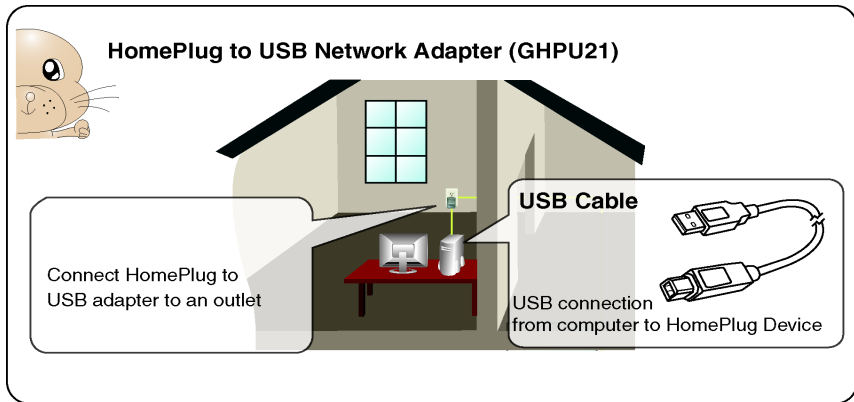 HomePlug to USB Network Adapter (GHPU21)
Connect HomePlug to
USB adapter to an outlet
USB Cable
USB connection
from computer to HomePlug Device